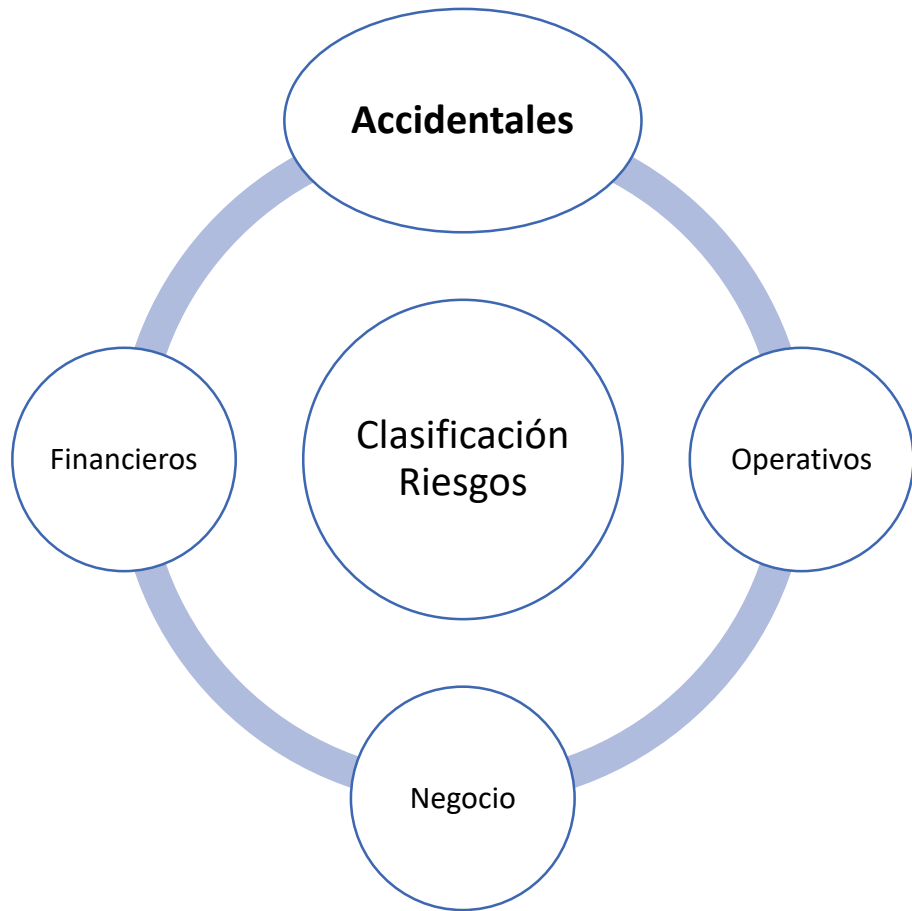 Accidentales
Financieros
Clasificación
Riesgos
Operativos
Negocio